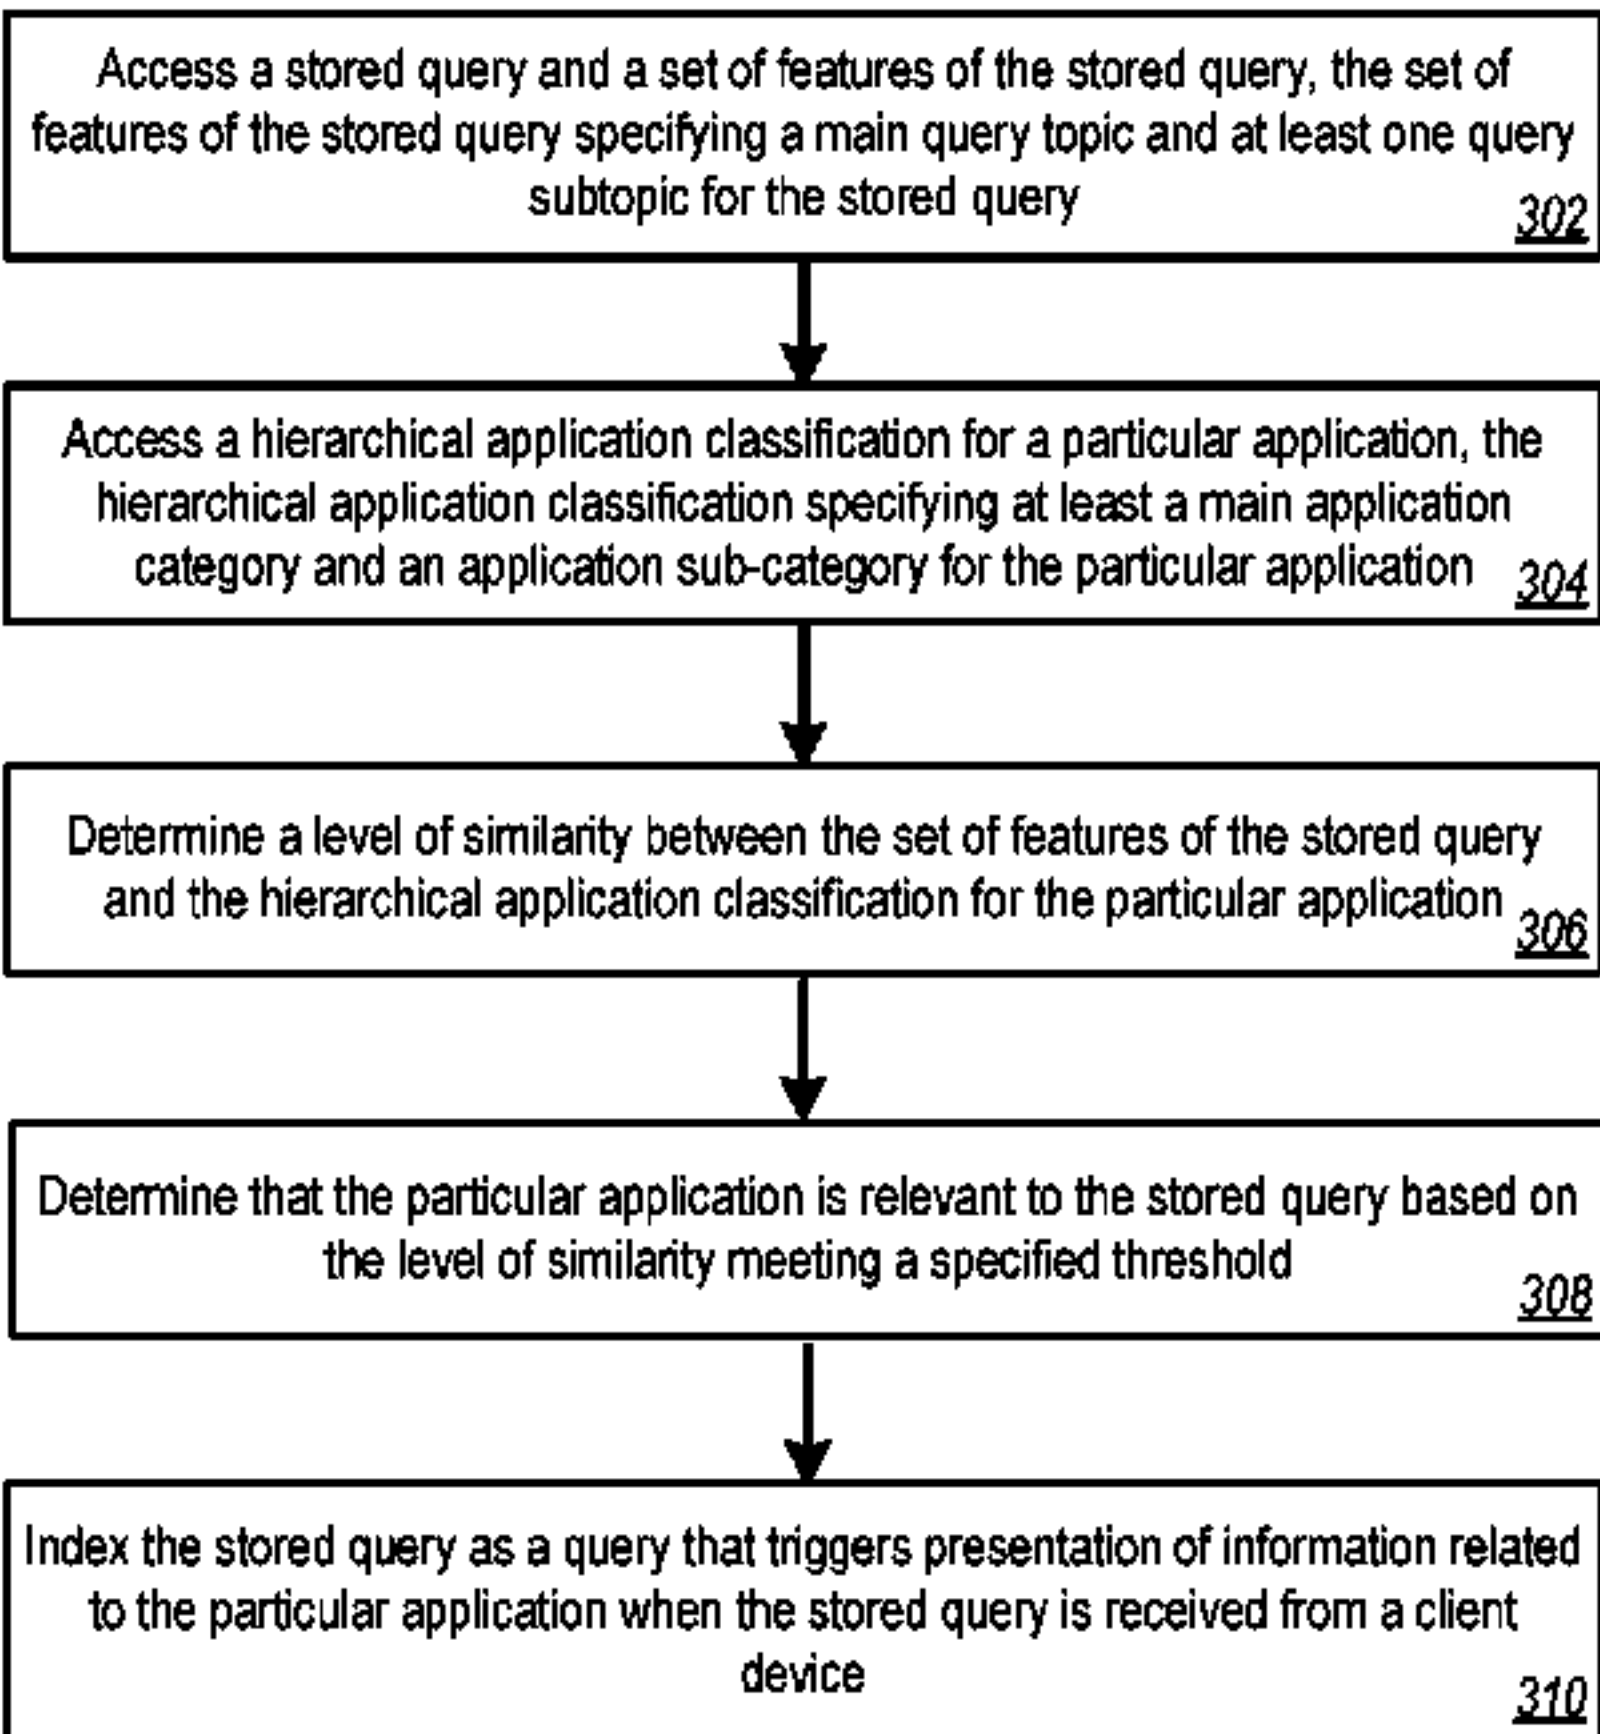 Access a stored query and a set of features of the stored query, the set of
features of the stored query specifying a main query topic and at least one query
subtopic for the stored query
302
Access a hierarchical application classification for a particular application, the
hierarchical application classification specifying at least a main application
category and an application sub-category for the particular application
304
Determine a level of similarity between the set of features of the stored query
and the hierarchical application classification for the particular application
306
Determine that the particular application is relevant to the stored query based on
the level of similarity meeting a specified threshold
308
Index the stored query as a query that triggers presentation of information related
to the particular application when the stored query is received from a client
device
310